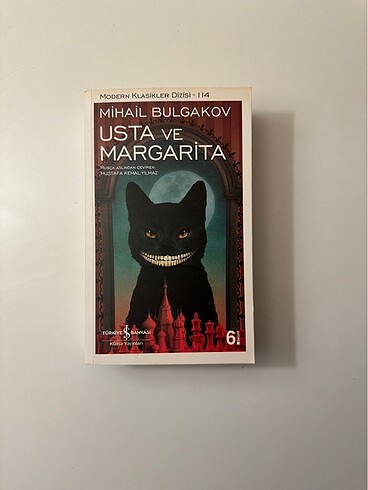 MODERN KLASİKLER DİZİSİ - 114
MİHAİL BULGAKOV
USTA VE
MARGARİTA
RUSÇA ASLINDAN ÇEVİREN:
MUSTAFA KEMAL YILMAZ
TÜRKİYE İŞ BANKASI
Kültür Yayınları
6